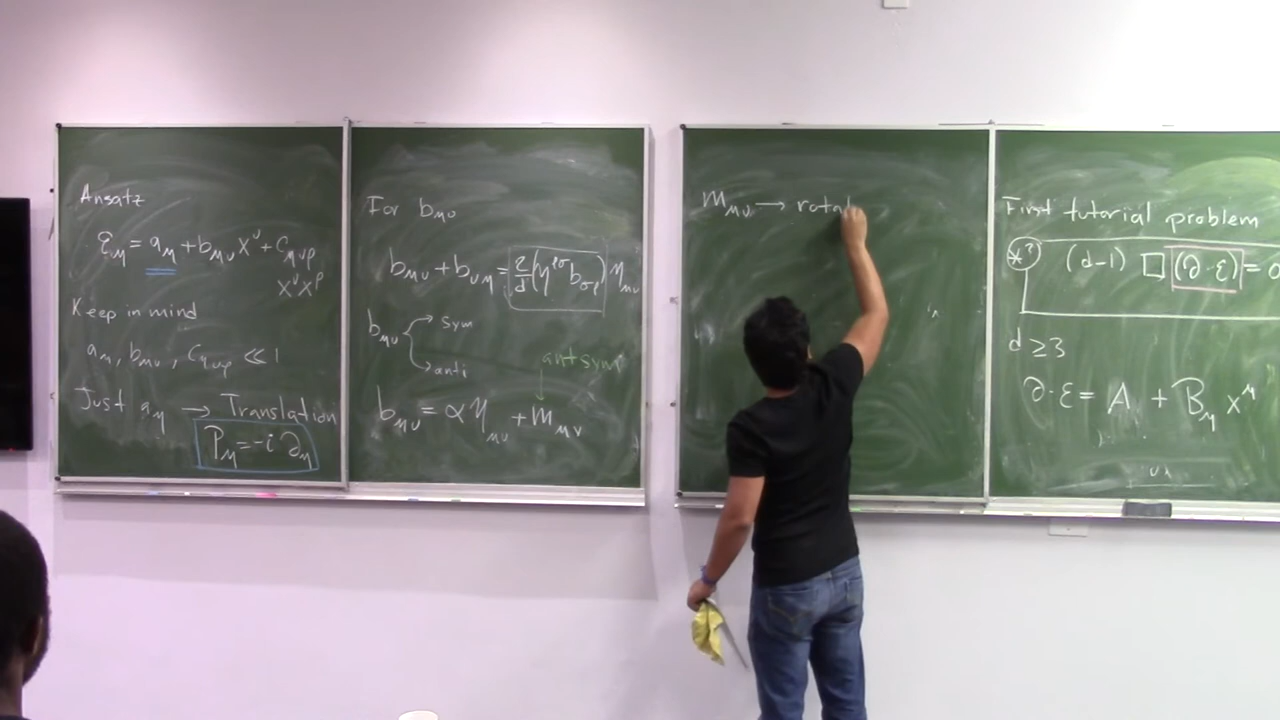 Ansatz
ε_μ = a_μ + b_μν x^ν + c_μνρ
x^ν x^ρ
Keep in mind
a_μ, b_μν, c_μνρ ≪ 1
Just a_μ → Translation
P_μ = -i ∂_μ
For b_μν
b_μν + b_νμ = 2/d (η^σρ b_σρ) η_μν
b_μν → sym
→ anti
antsym
b_μν = α η_μν + m_μν
m_μν → rotat
First tutorial problem
(d-1) □ (∂·ε) = 0
d ≥ 3
∂·ε = A + B_μ x^μ